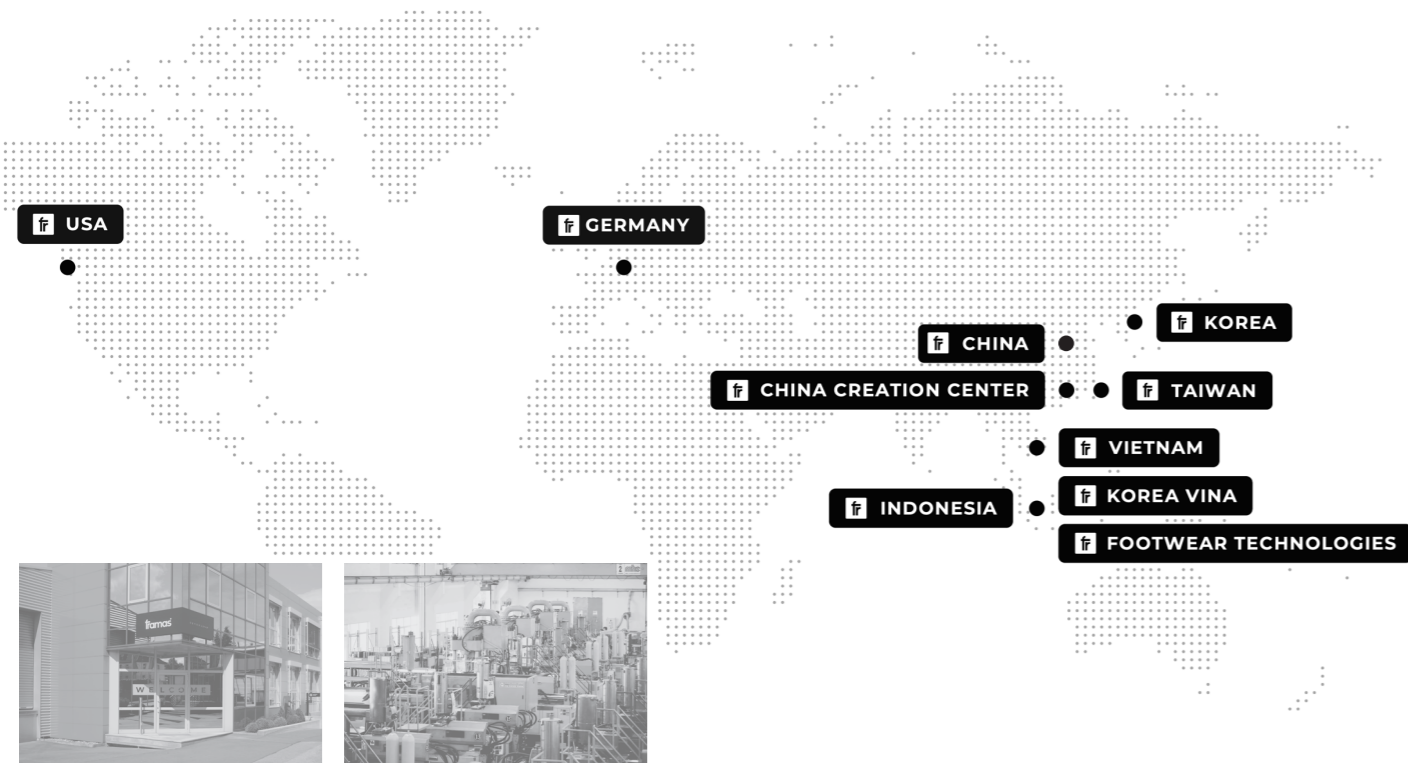 USA
GERMANY
KOREA
CHINA
CHINA CREATION CENTER
TAIWAN
VIETNAM
KOREA VINA
INDONESIA
FOOTWEAR TECHNOLOGIES
framas
WELCOME